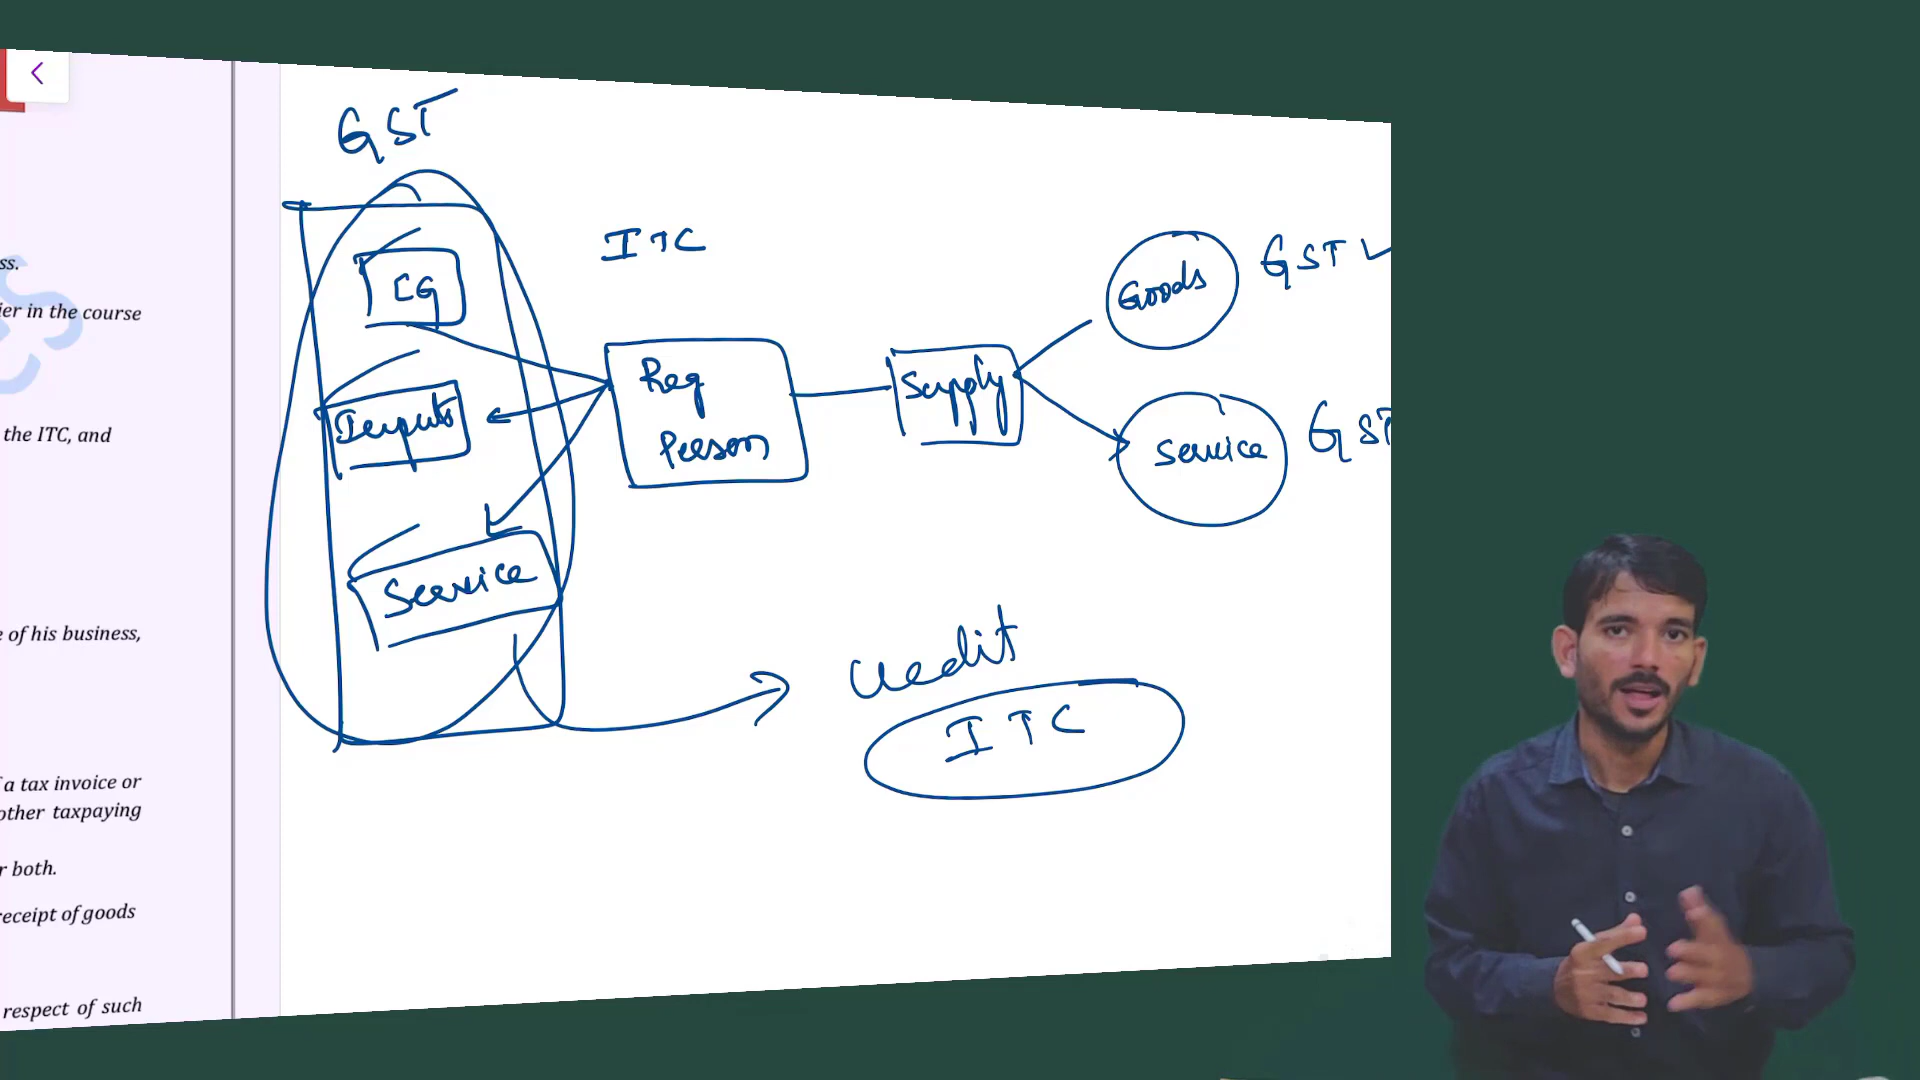 ss.
ier in the course
the ITC, and
e of his business,
a tax invoice or
other taxpaying
r both.
receipt of goods
respect of such
GST
ITC
CG
Inputs
Service
Reg
Person
Supply
Goods
GST
Service
GST
Credit
ITC